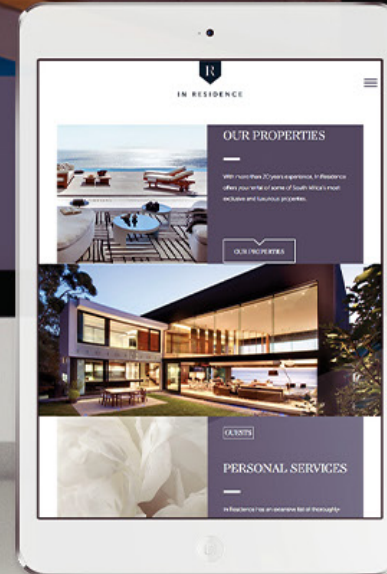 R
IN RESIDENCE
OUR PROPERTIES
With more than 20 years experience, In Residence
offers your rental of some of South Africa's most
exclusive and luxurious properties.
OUR PROPERTIES
GUESTS
PERSONAL SERVICES
In Residence has an extensive list of thoroughly-